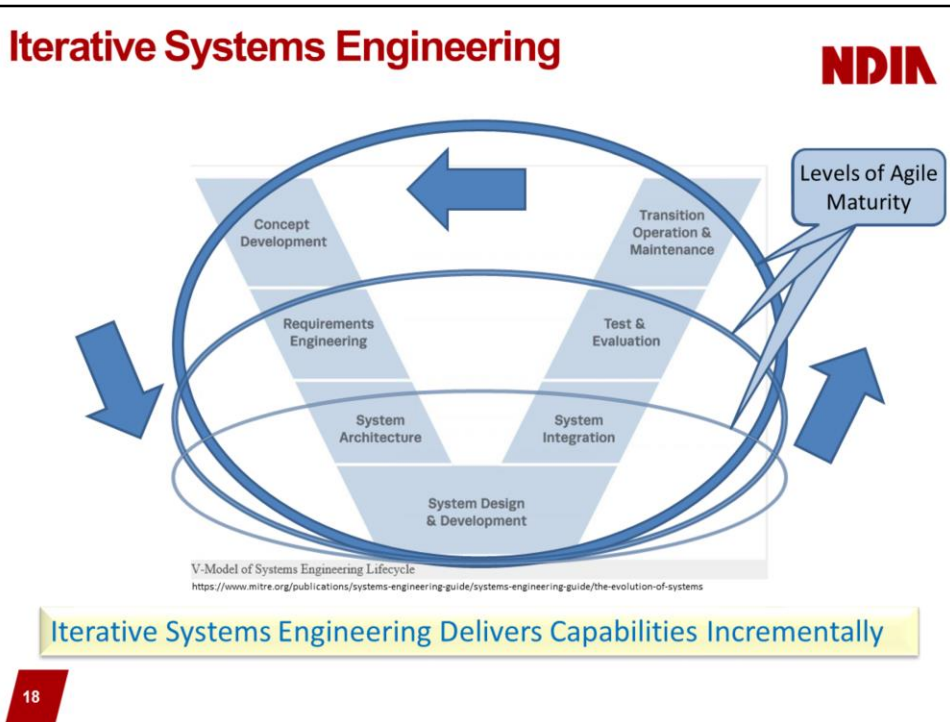 Iterative Systems Engineering
NDIA
Levels of Agile
Maturity
Concept
Development
Transition
Operation &
Maintenance
Requirements
Engineering
Test &
Evaluation
System
Architecture
System
Integration
System Design
& Development
V-Model of Systems Engineering Lifecycle
https://www.mitre.org/publications/systems-engineering-guide/systems-engineering-guide/the-evolution-of-systems
Iterative Systems Engineering Delivers Capabilities Incrementally
18